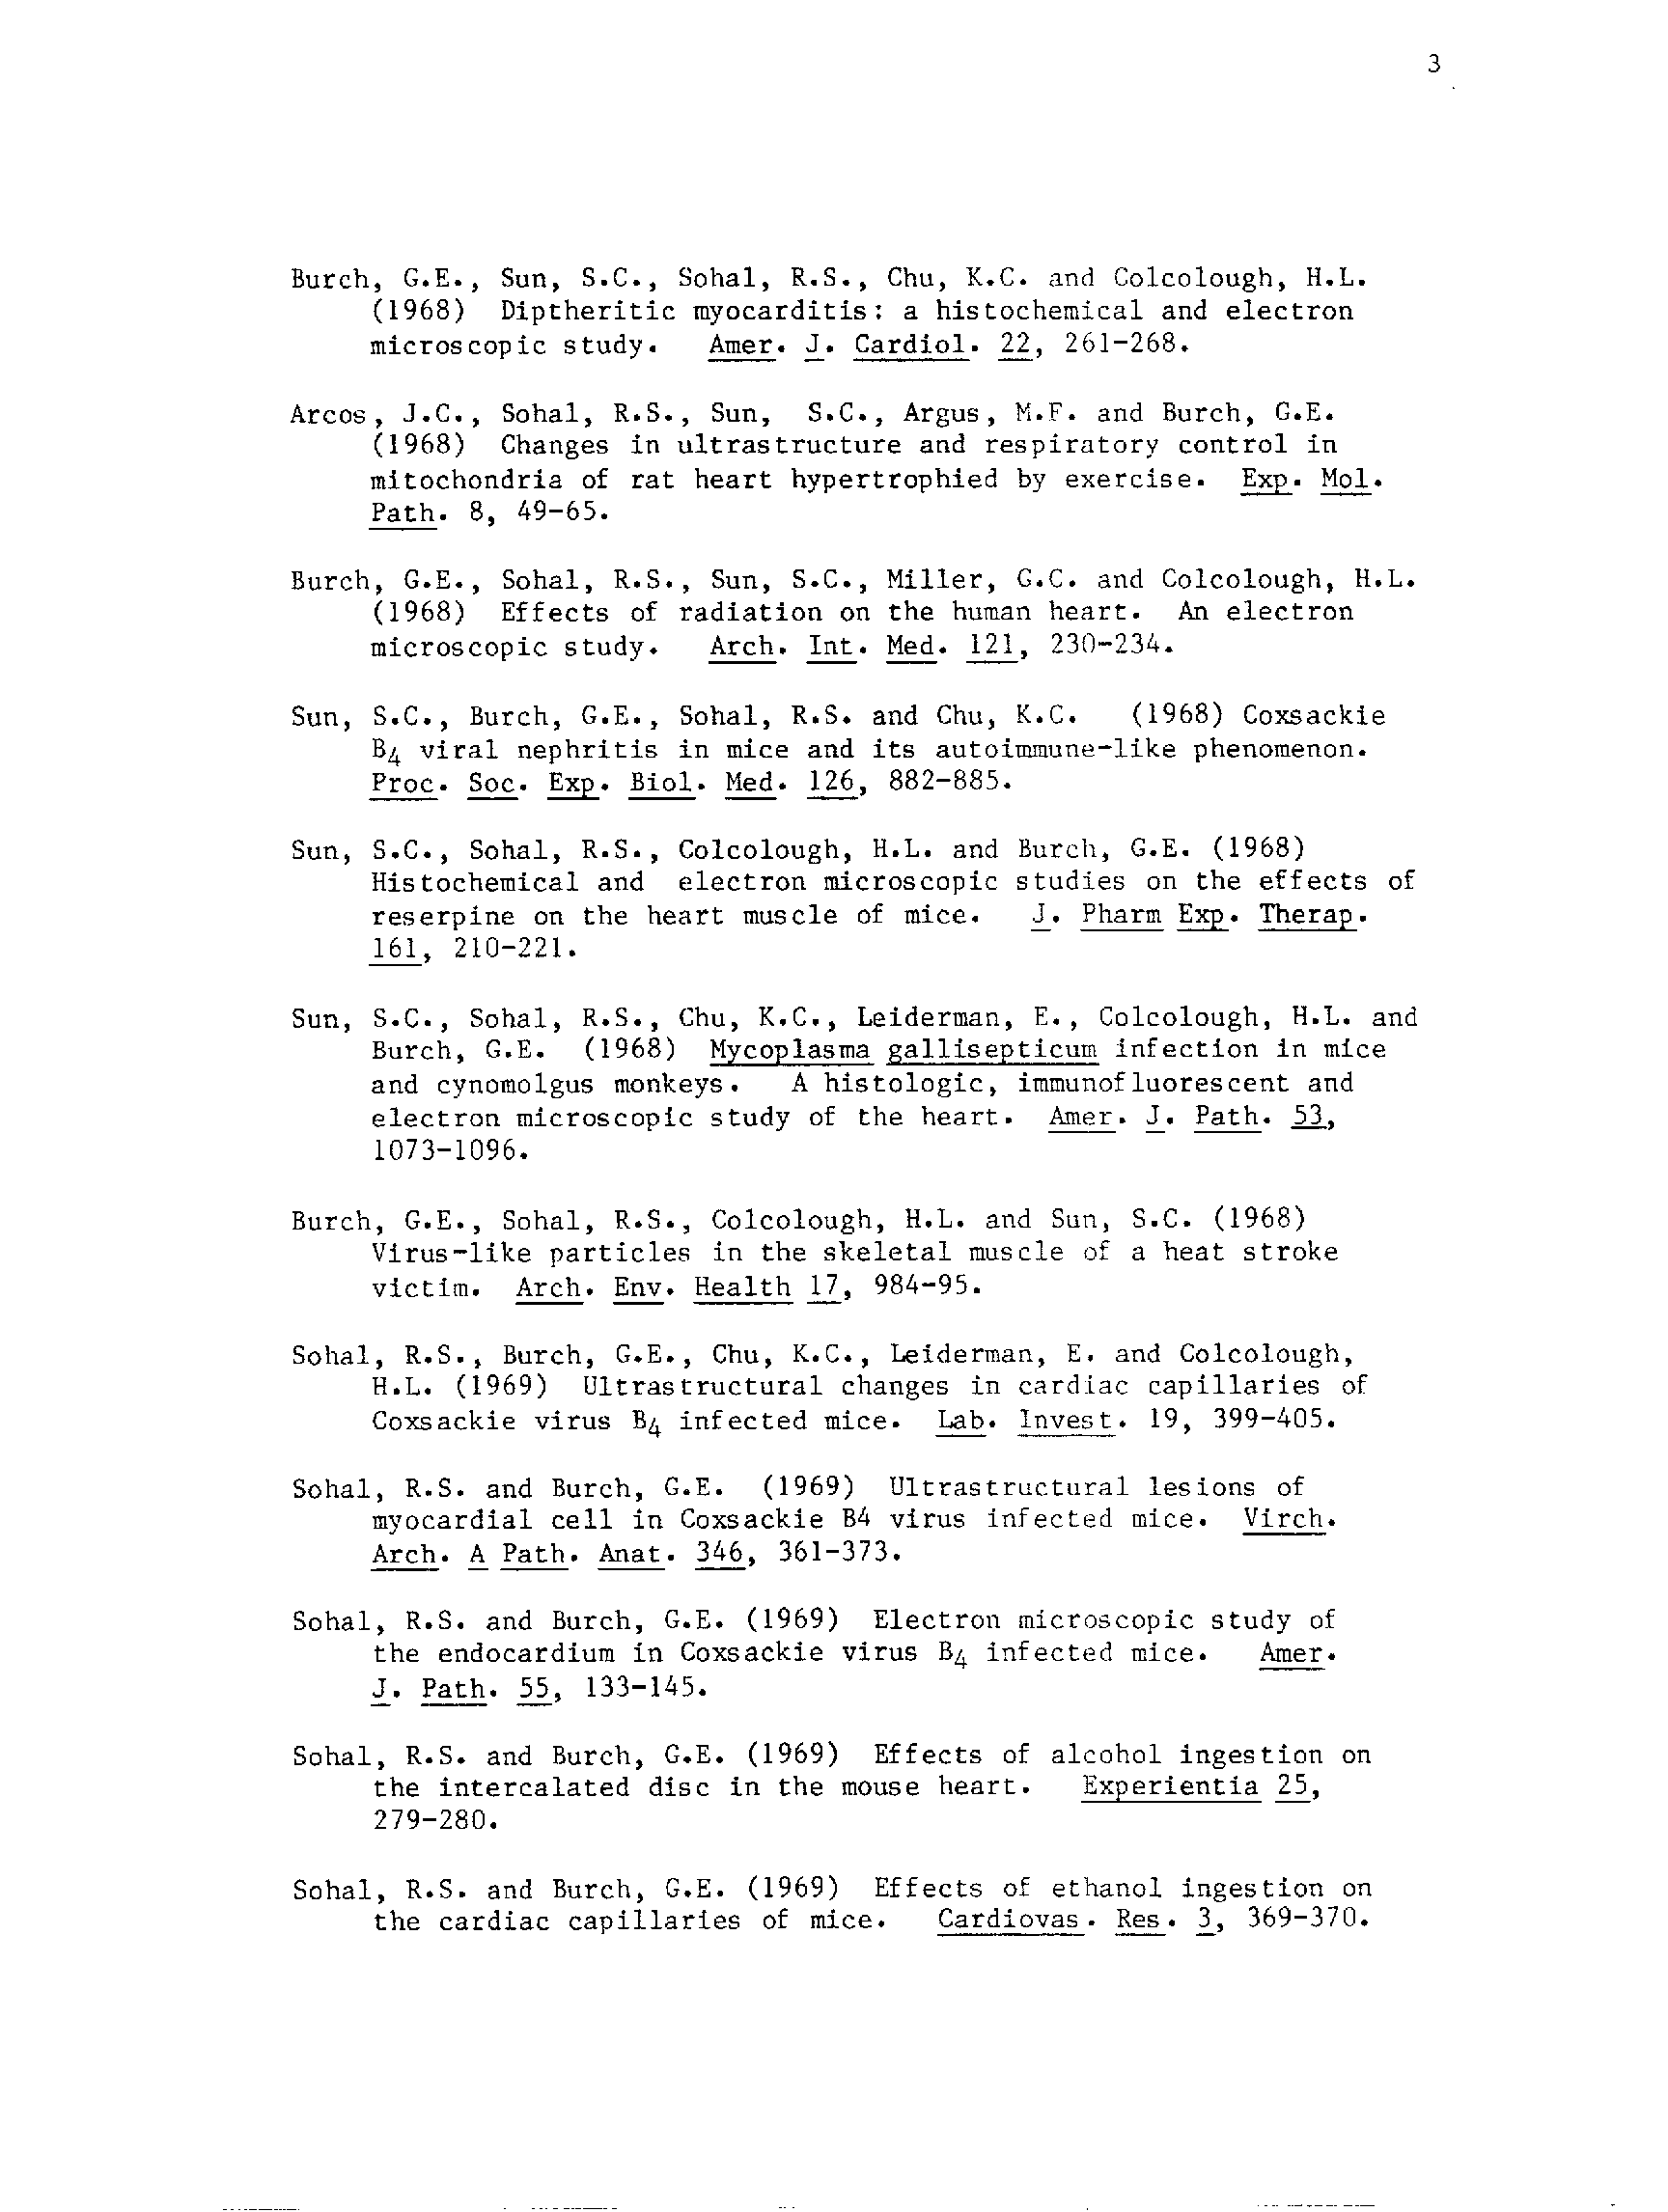 3
Burch, G.E., Sun, S.C., Sohal, R.S., Chu, K.C. and Colcolough, H.L.
(1968) Diptheritic myocarditis: a histochemical and electron
microscopic study. Amer. J. Cardiol. 22, 261-268.
Arcos, J.C., Sohal, R.S., Sun, S.C., Argus, M.F. and Burch, G.E.
(1968) Changes in ultrastructure and respiratory control in
mitochondria of rat heart hypertrophied by exercise. Exp. Mol.
Path. 8, 49-65.
Burch, G.E., Sohal, R.S., Sun, S.C., Miller, G.C. and Colcolough, H.L.
(1968) Effects of radiation on the human heart. An electron
microscopic study. Arch. Int. Med. 121, 230-234.
Sun, S.C., Burch, G.E., Sohal, R.S. and Chu, K.C. (1968) Coxsackie
B4 viral nephritis in mice and its autoimmune-like phenomenon.
Proc. Soc. Exp. Biol. Med. 126, 882-885.
Sun, S.C., Sohal, R.S., Colcolough, H.L. and Burch, G.E. (1968)
Histochemical and electron microscopic studies on the effects of
reserpine on the heart muscle of mice. J. Pharm Exp. Therap.
161, 210-221.
Sun, S.C., Sohal, R.S., Chu, K.C., Leiderman, E., Colcolough, H.L. and
Burch, G.E. (1968) Mycoplasma gallisepticum infection in mice
and cynomolgus monkeys. A histologic, immunofluorescent and
electron microscopic study of the heart. Amer. J. Path. 53,
1073-1096.
Burch, G.E., Sohal, R.S., Colcolough, H.L. and Sun, S.C. (1968)
Virus-like particles in the skeletal muscle of a heat stroke
victim. Arch. Env. Health 17, 984-95.
Sohal, R.S., Burch, G.E., Chu, K.C., Leiderman, E. and Colcolough,
H.L. (1969) Ultrastructural changes in cardiac capillaries of
Coxsackie virus B4 infected mice. Lab. Invest. 19, 399-405.
Sohal, R.S. and Burch, G.E. (1969) Ultrastructural lesions of
myocardial cell in Coxsackie B4 virus infected mice. Virch.
Arch. A Path. Anat. 346, 361-373.
Sohal, R.S. and Burch, G.E. (1969) Electron microscopic study of
the endocardium in Coxsackie virus B4 infected mice. Amer.
J. Path. 55, 133-145.
Sohal, R.S. and Burch, G.E. (1969) Effects of alcohol ingestion on
the intercalated disc in the mouse heart. Experientia 25,
279-280.
Sohal, R.S. and Burch, G.E. (1969) Effects of ethanol ingestion on
the cardiac capillaries of mice. Cardiovas. Res. 3, 369-370.